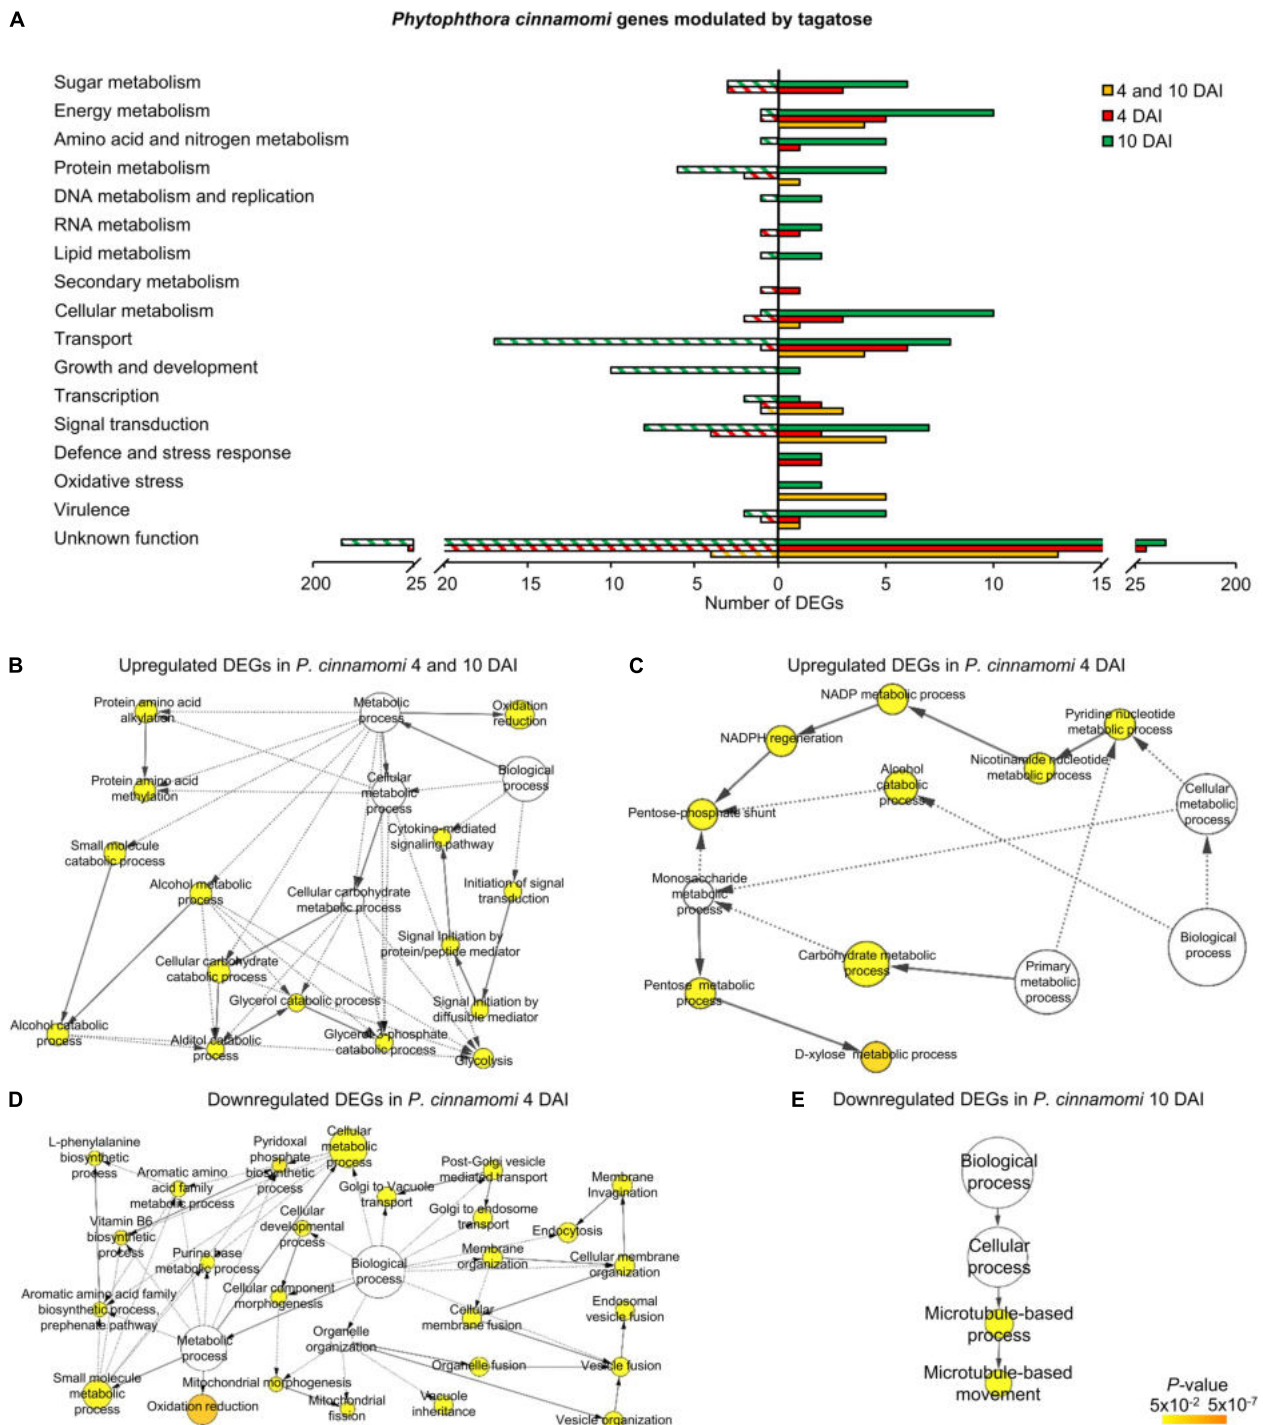 A
Phytophthora cinnamomi genes modulated by tagatose
Sugar metabolism
Energy metabolism
Amino acid and nitrogen metabolism
Protein metabolism
DNA metabolism and replication
RNA metabolism
Lipid metabolism
Secondary metabolism
Cellular metabolism
Transport
Growth and development
Transcription
Signal transduction
Defence and stress response
Oxidative stress
Virulence
Unknown function
4 and 10 DAI
4 DAI
10 DAI
200 25 20 15 10 5 0 5 10 15 25 200
Number of DEGs
B
Upregulated DEGs in P. cinnamomi 4 and 10 DAI
Protein amino acid
alkylation
Metabolic
process
Oxidation
reduction
Protein amino acid
methylation
Cellular
metabolic
process
Biological
process
Small molecule
catabolic process
Cytokine-mediated
signaling pathway
Alcohol metabolic
process
Cellular carbohydrate
metabolic process
Initiation of signal
transduction
Signal Initiation by
protein/peptide mediator
Cellular carbohydrate
catabolic process
Glycerol catabolic process
Signal Initiation by
diffusible mediator
Alcohol catabolic
process
Alditol catabolic
process
Glycerol-3-phosphate
catabolic process
Glycolysis
C
Upregulated DEGs in P. cinnamomi 4 DAI
NADP metabolic process
Pyridine nucleotide
metabolic process
NADPH regeneration
Nicotinamide nucleotide
metabolic process
Alcohol
catabolic
process
Cellular
metabolic
process
Pentose-phosphate shunt
Monosaccharide
metabolic
process
Carbohydrate metabolic
process
Primary
metabolic
process
Biological
process
Pentose metabolic
process
D-xylose metabolic process
D
Downregulated DEGs in P. cinnamomi 4 DAI
L-phenylalanine
biosynthetic
process
Pyridoxal
phosphate
biosynthetic
process
Cellular
metabolic
process
Aromatic amino
acid family
metabolic process
Golgi to Vacuole
transport
Post-Golgi vesicle
mediated transport
Membrane
Invagination
Vitamin B6
biosynthetic
process
Cellular
developmental
process
Golgi to endosome
transport
Endocytosis
Purine base
metabolic process
Biological
process
Membrane
organization
Cellular membrane
organization
Aromatic amino acid family
biosynthetic process,
prephenate pathway
Cellular component
morphogenesis
Cellular
membrane fusion
Endosomal
vesicle fusion
Metabolic
process
Organelle
organization
Organelle fusion
Vesicle fusion
Small molecule
metabolic
process
Mitochondrial morphogenesis
Oxidation reduction
Mitochondrial
fission
Vacuole
inheritance
Vesicle organization
E
Downregulated DEGs in P. cinnamomi 10 DAI
Biological
process
Cellular
process
Microtubule-based
process
Microtubule-based
movement
P-value
5x10-2 5x10-7